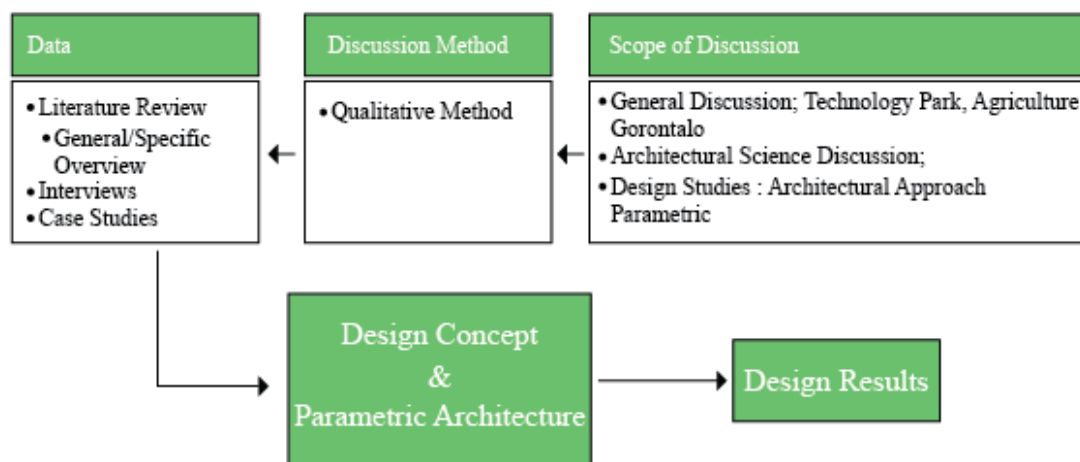 Data
• Literature Review
• General/Specific
Overview
• Interviews
• Case Studies
Discussion Method
• Qualitative Method
Scope of Discussion
• General Discussion; Technology Park, Agriculture
Gorontalo
• Architectural Science Discussion;
• Design Studies : Architectural Approach
Parametric
Design Concept
&
Parametric Architecture
Design Results